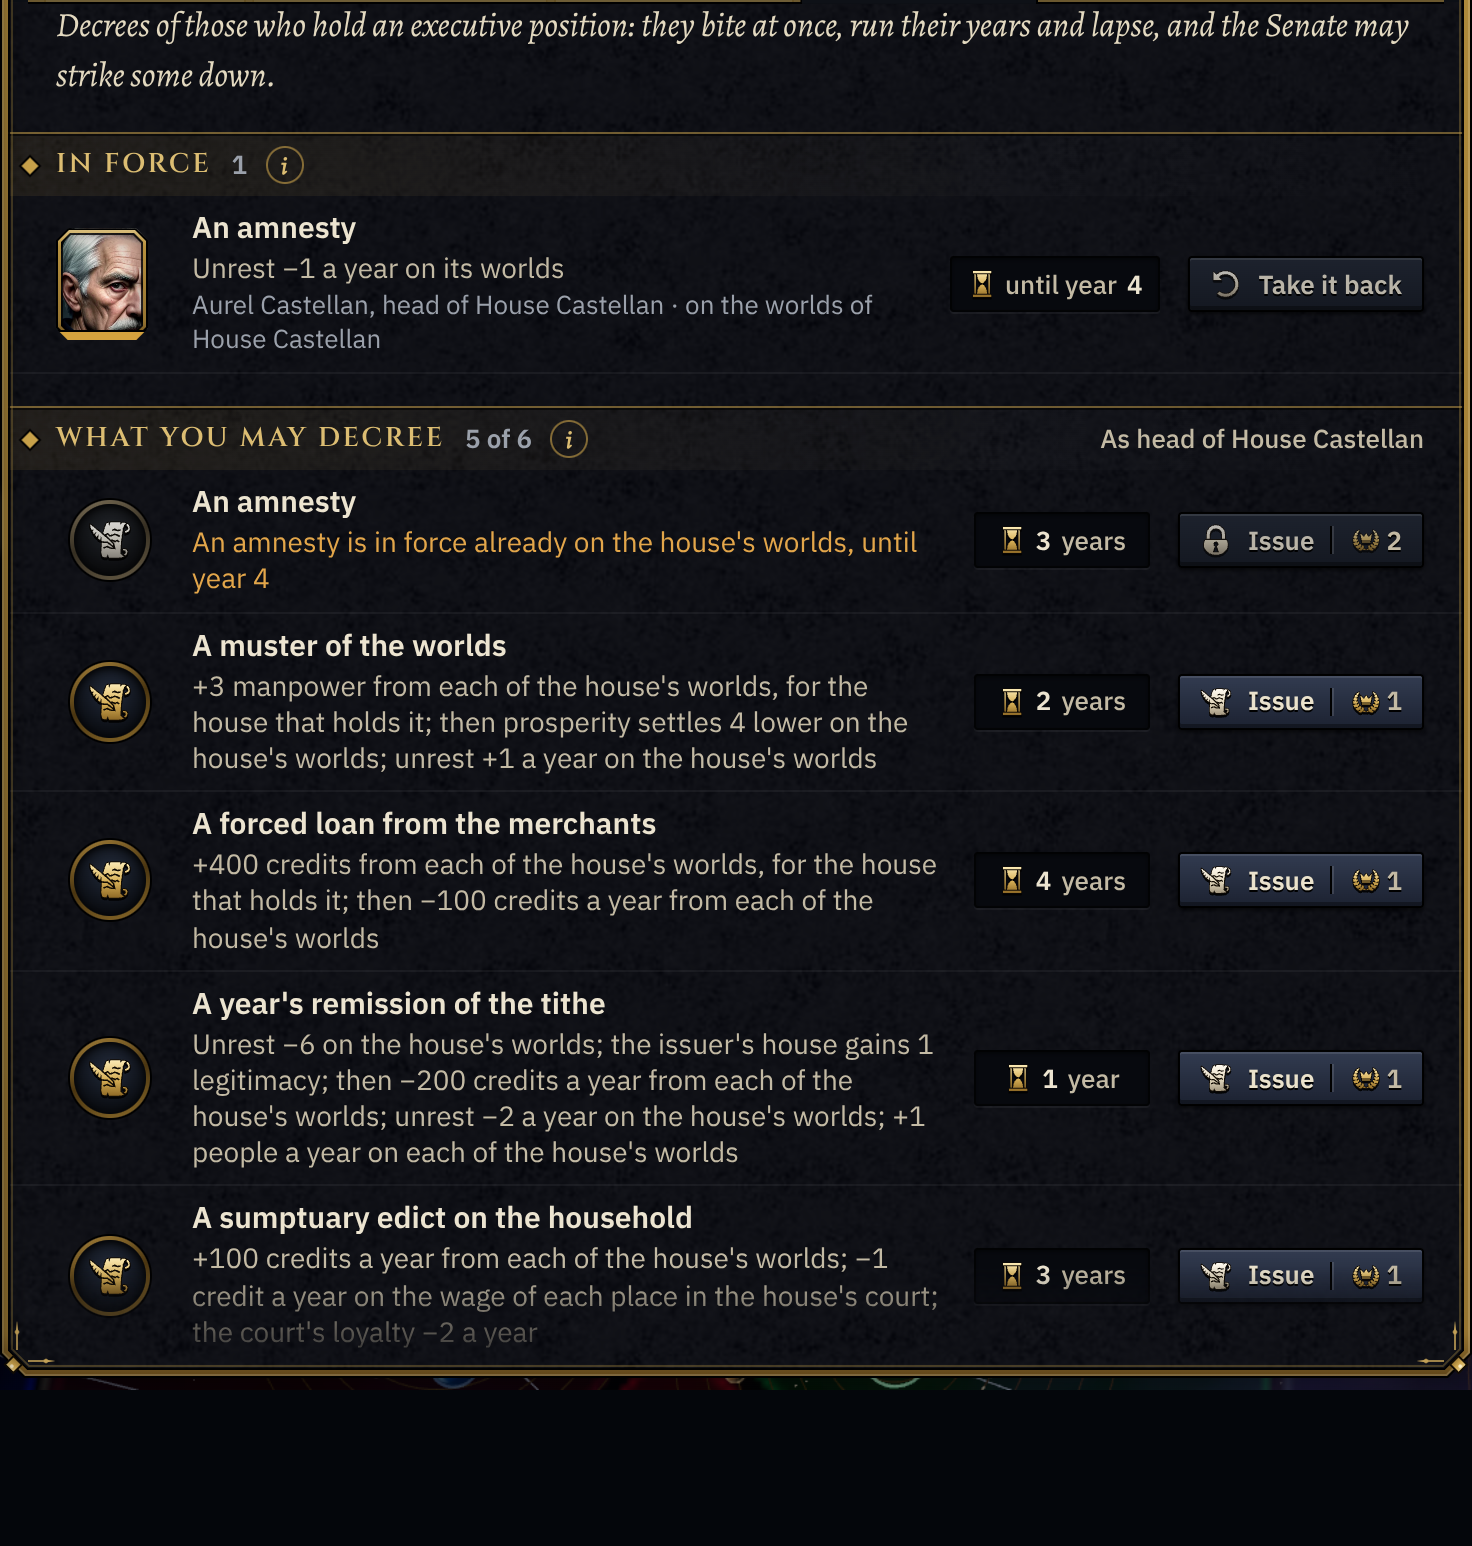 Decrees of those who hold an executive position: they bite at once, run their years and lapse, and the Senate may
strike some down.
IN FORCE 1 i
An amnesty
Unrest −1 a year on its worlds
Aurel Castellan, head of House Castellan · on the worlds of
House Castellan
until year 4
Take it back
WHAT YOU MAY DECREE 5 of 6 i
As head of House Castellan
An amnesty
An amnesty is in force already on the house's worlds, until
year 4
3 years
Issue 2
A muster of the worlds
+3 manpower from each of the house's worlds, for the
house that holds it; then prosperity settles 4 lower on the
house's worlds; unrest +1 a year on the house's worlds
2 years
Issue 1
A forced loan from the merchants
+400 credits from each of the house's worlds, for the house
that holds it; then −100 credits a year from each of the
house's worlds
4 years
Issue 1
A year's remission of the tithe
Unrest −6 on the house's worlds; the issuer's house gains 1
legitimacy; then −200 credits a year from each of the
house's worlds; unrest −2 a year on the house's worlds; +1
people a year on each of the house's worlds
1 year
Issue 1
A sumptuary edict on the household
+100 credits a year from each of the house's worlds; −1
credit a year on the wage of each place in the house's court;
the court's loyalty −2 a year
3 years
Issue 1